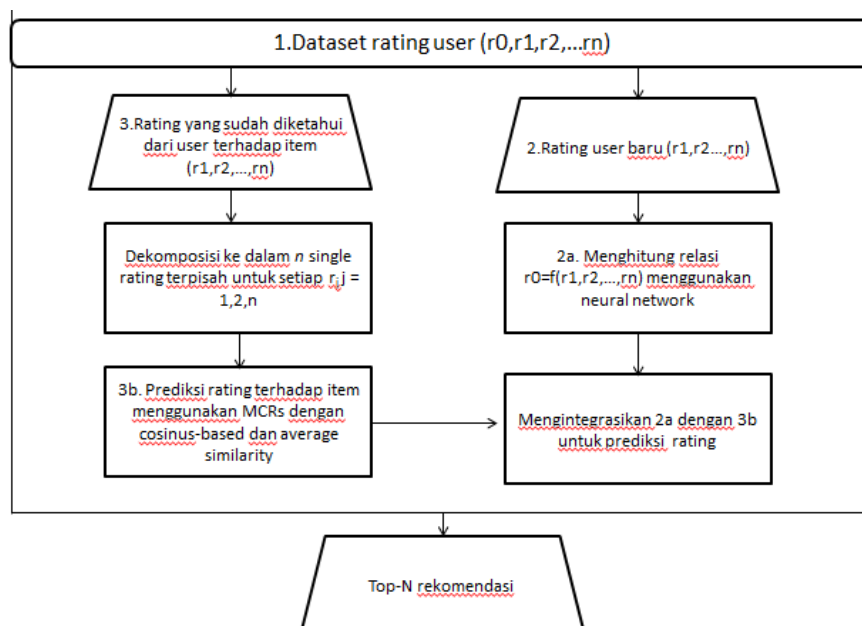 1.Dataset rating user (r0,r1,r2,...rn)
3.Rating yang sudah diketahui
dari user terhadap item
(r1,r2,...,rn)
2.Rating user baru (r1,r2...,rn)
Dekomposisi ke dalam n single
rating terpisah untuk setiap r,j =
1,2,n
2a. Menghitung relasi
r0=f(r1,r2,...,rn) menggunakan
neural network
3b. Prediksi rating terhadap item
menggunakan MCRs dengan
cosinus-based dan average
similarity
Mengintegrasikan 2a dengan 3b
untuk prediksi rating
Top-N rekomendasi